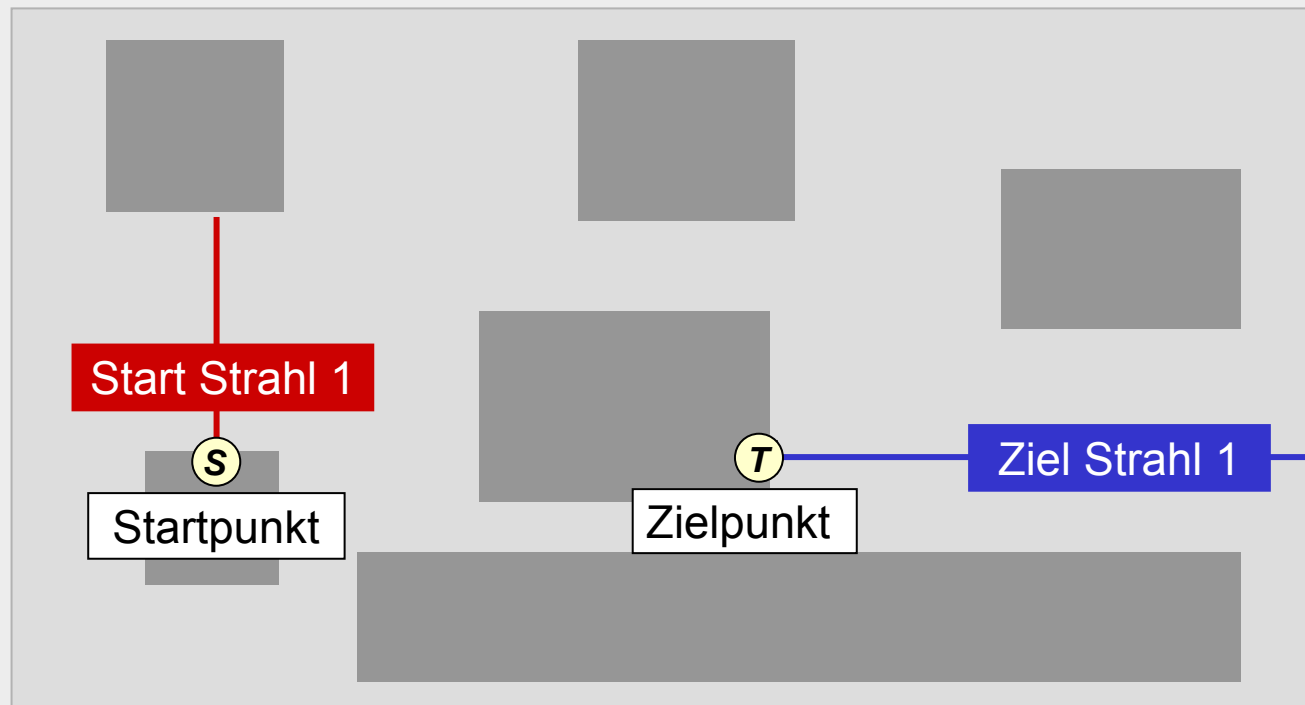 Start Strahl 1
S
T
Ziel Strahl 1
Startpunkt
Zielpunkt